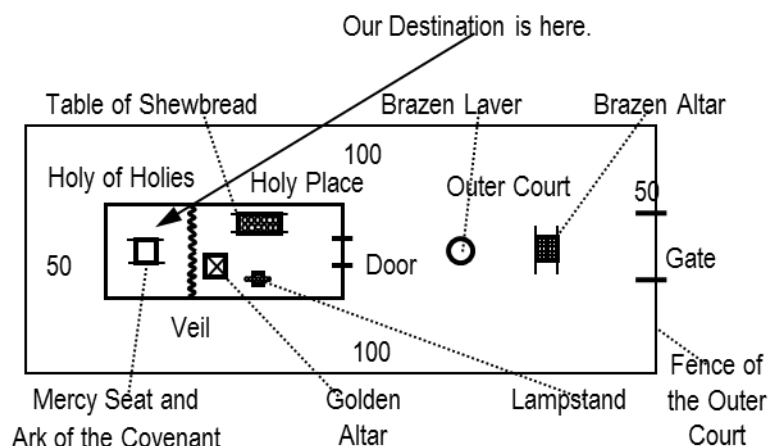 Our Destination is here.
Table of Shewbread
Brazen Laver
Brazen Altar
100
Holy of Holies
Holy Place
Outer Court
50
50
Door
Gate
Veil
100
Fence of
the Outer
Court
Mercy Seat and
Ark of the Covenant
Golden
Altar
Lampstand